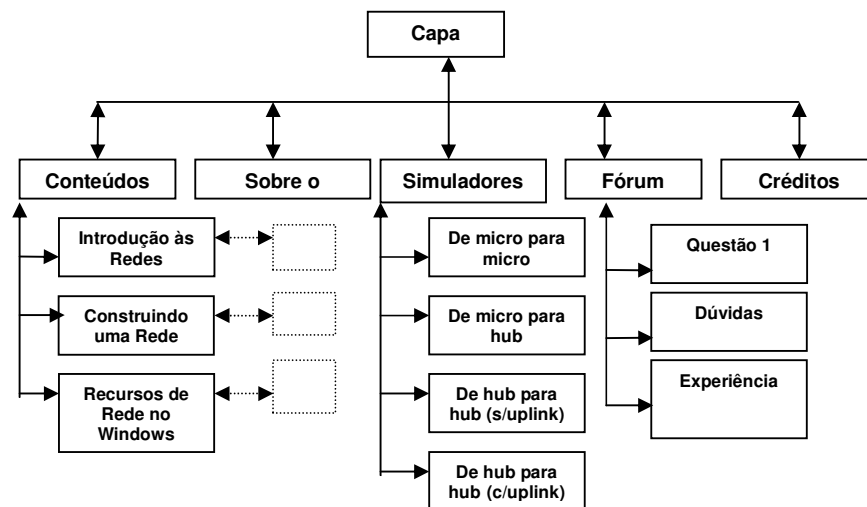 Capa
Conteúdos
Sobre o
Simuladores
Fórum
Créditos
Introdução às
Redes
Construindo
uma Rede
Recursos de
Rede no
Windows
De micro para
micro
De micro para
hub
De hub para
hub (s/uplink)
De hub para
hub (c/uplink)
Questão 1
Dúvidas
Experiência